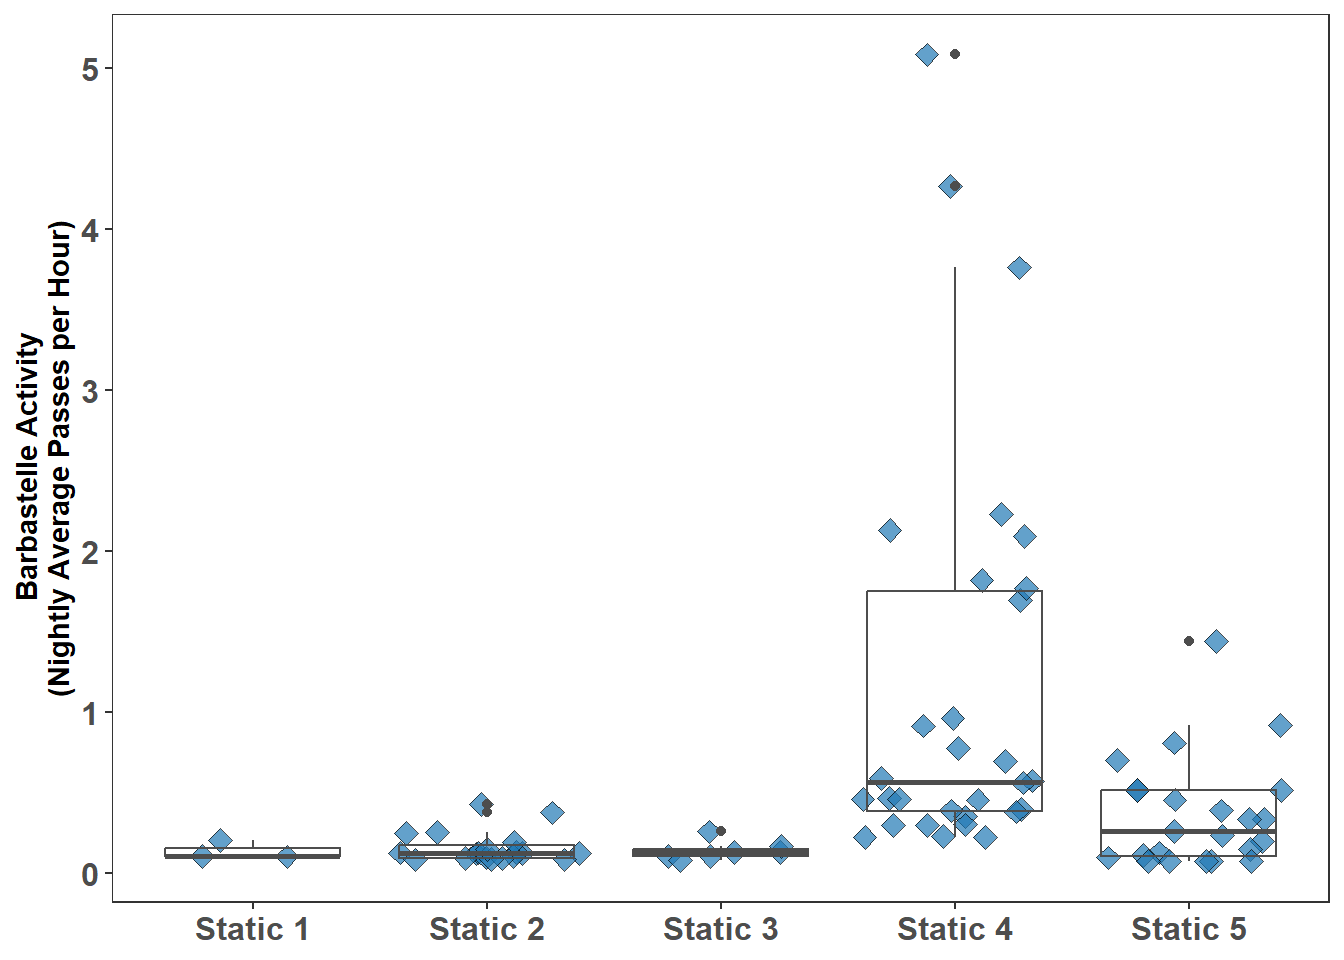 Barbastelle Activity
(Nightly Average Passes per Hour)
5
4
3
2
1
0
Static 1
Static 2
Static 3
Static 4
Static 5